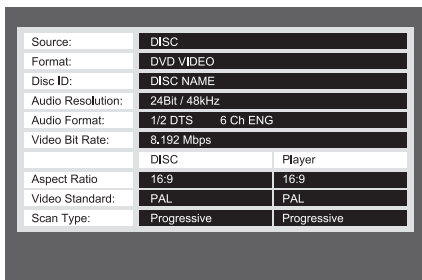 Source: DISC
Format: DVD VIDEO
Disc ID: DISC NAME
Audio Resolution: 24Bit / 48kHz
Audio Format: 1/2 DTS 6 Ch ENG
Video Bit Rate: 8.192 Mbps
DISC Player
Aspect Ratio 16:9 16:9
Video Standard: PAL PAL
Scan Type: Progressive Progressive